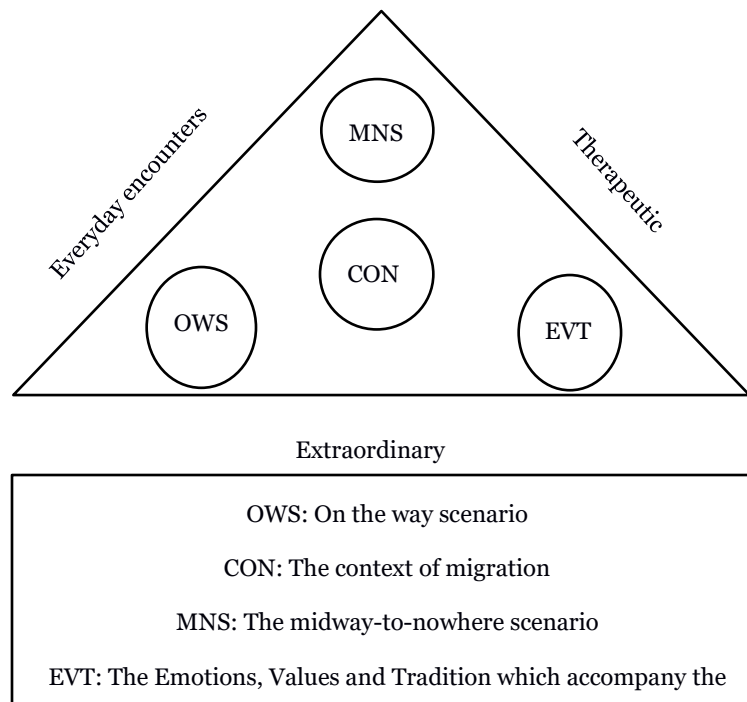 MNS
Everyday encounters
Therapeutic
CON
OWS
EVT
Extraordinary
OWS: On the way scenario
CON: The context of migration
MNS: The midway-to-nowhere scenario
EVT: The Emotions, Values and Tradition which accompany the